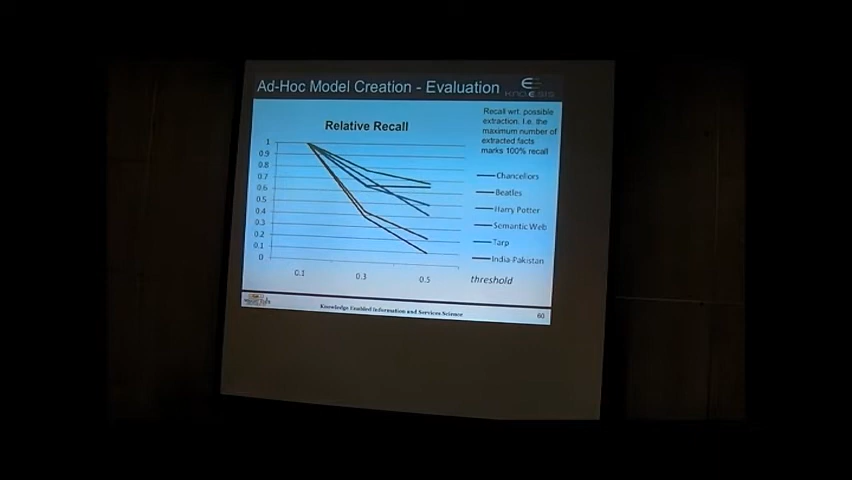 Ad-Hoc Model Creation - Evaluation
KNO.E.SIS
Recall wrt. possible
extraction. I.e. the
maximum number of
extracted facts
marks 100% recall
Relative Recall
1
0.9
0.8
0.7
0.6
0.5
0.4
0.3
0.2
0.1
0
0.1
0.3
0.5
threshold
Chancellors
Beatles
Harry Potter
Semantic Web
Tarp
India-Pakistan
Knowledge Enabled Information and Services Science
60